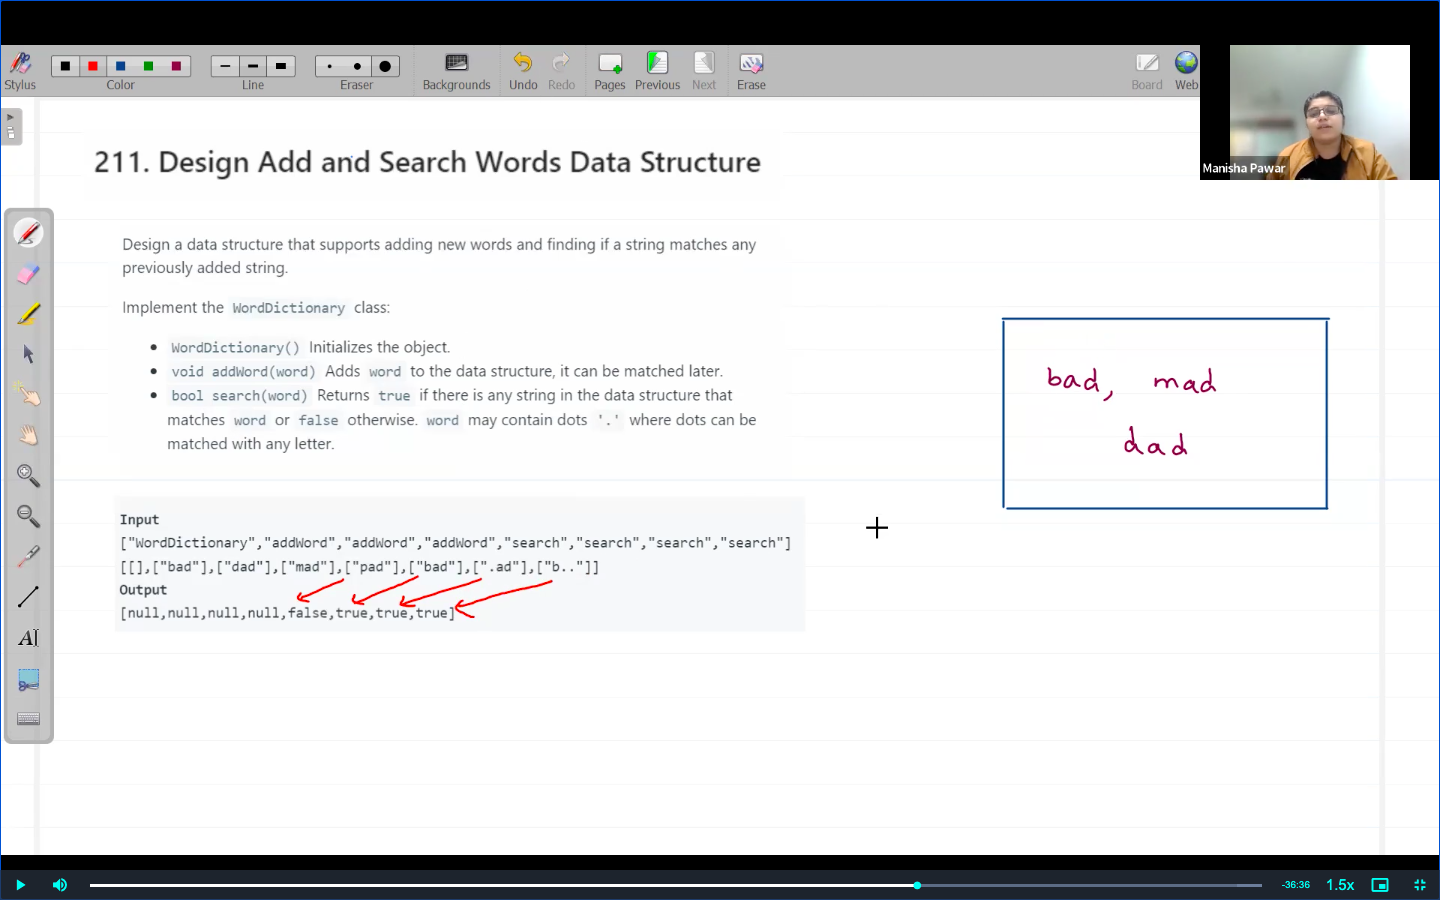 Stylus
Color
Line
Eraser
Backgrounds
Undo
Redo
Pages
Previous
Next
Erase
Board
Web
Manisha Pawar
211. Design Add and Search Words Data Structure
Design a data structure that supports adding new words and finding if a string matches any
previously added string.
Implement the WordDictionary class:
• WordDictionary() Initializes the object.
• void addWord(word) Adds word to the data structure, it can be matched later.
• bool search(word) Returns true if there is any string in the data structure that
matches word or false otherwise. word may contain dots '.' where dots can be
matched with any letter.
bad, mad
dad
Input
["WordDictionary","addWord","addWord","addWord","search","search","search","search"]
[[],["bad"],["dad"],["mad"],["pad"],["bad"],[".ad"],["b.."]]
Output
[null,null,null,null,false,true,true,true]
A
-36:36
1.5x